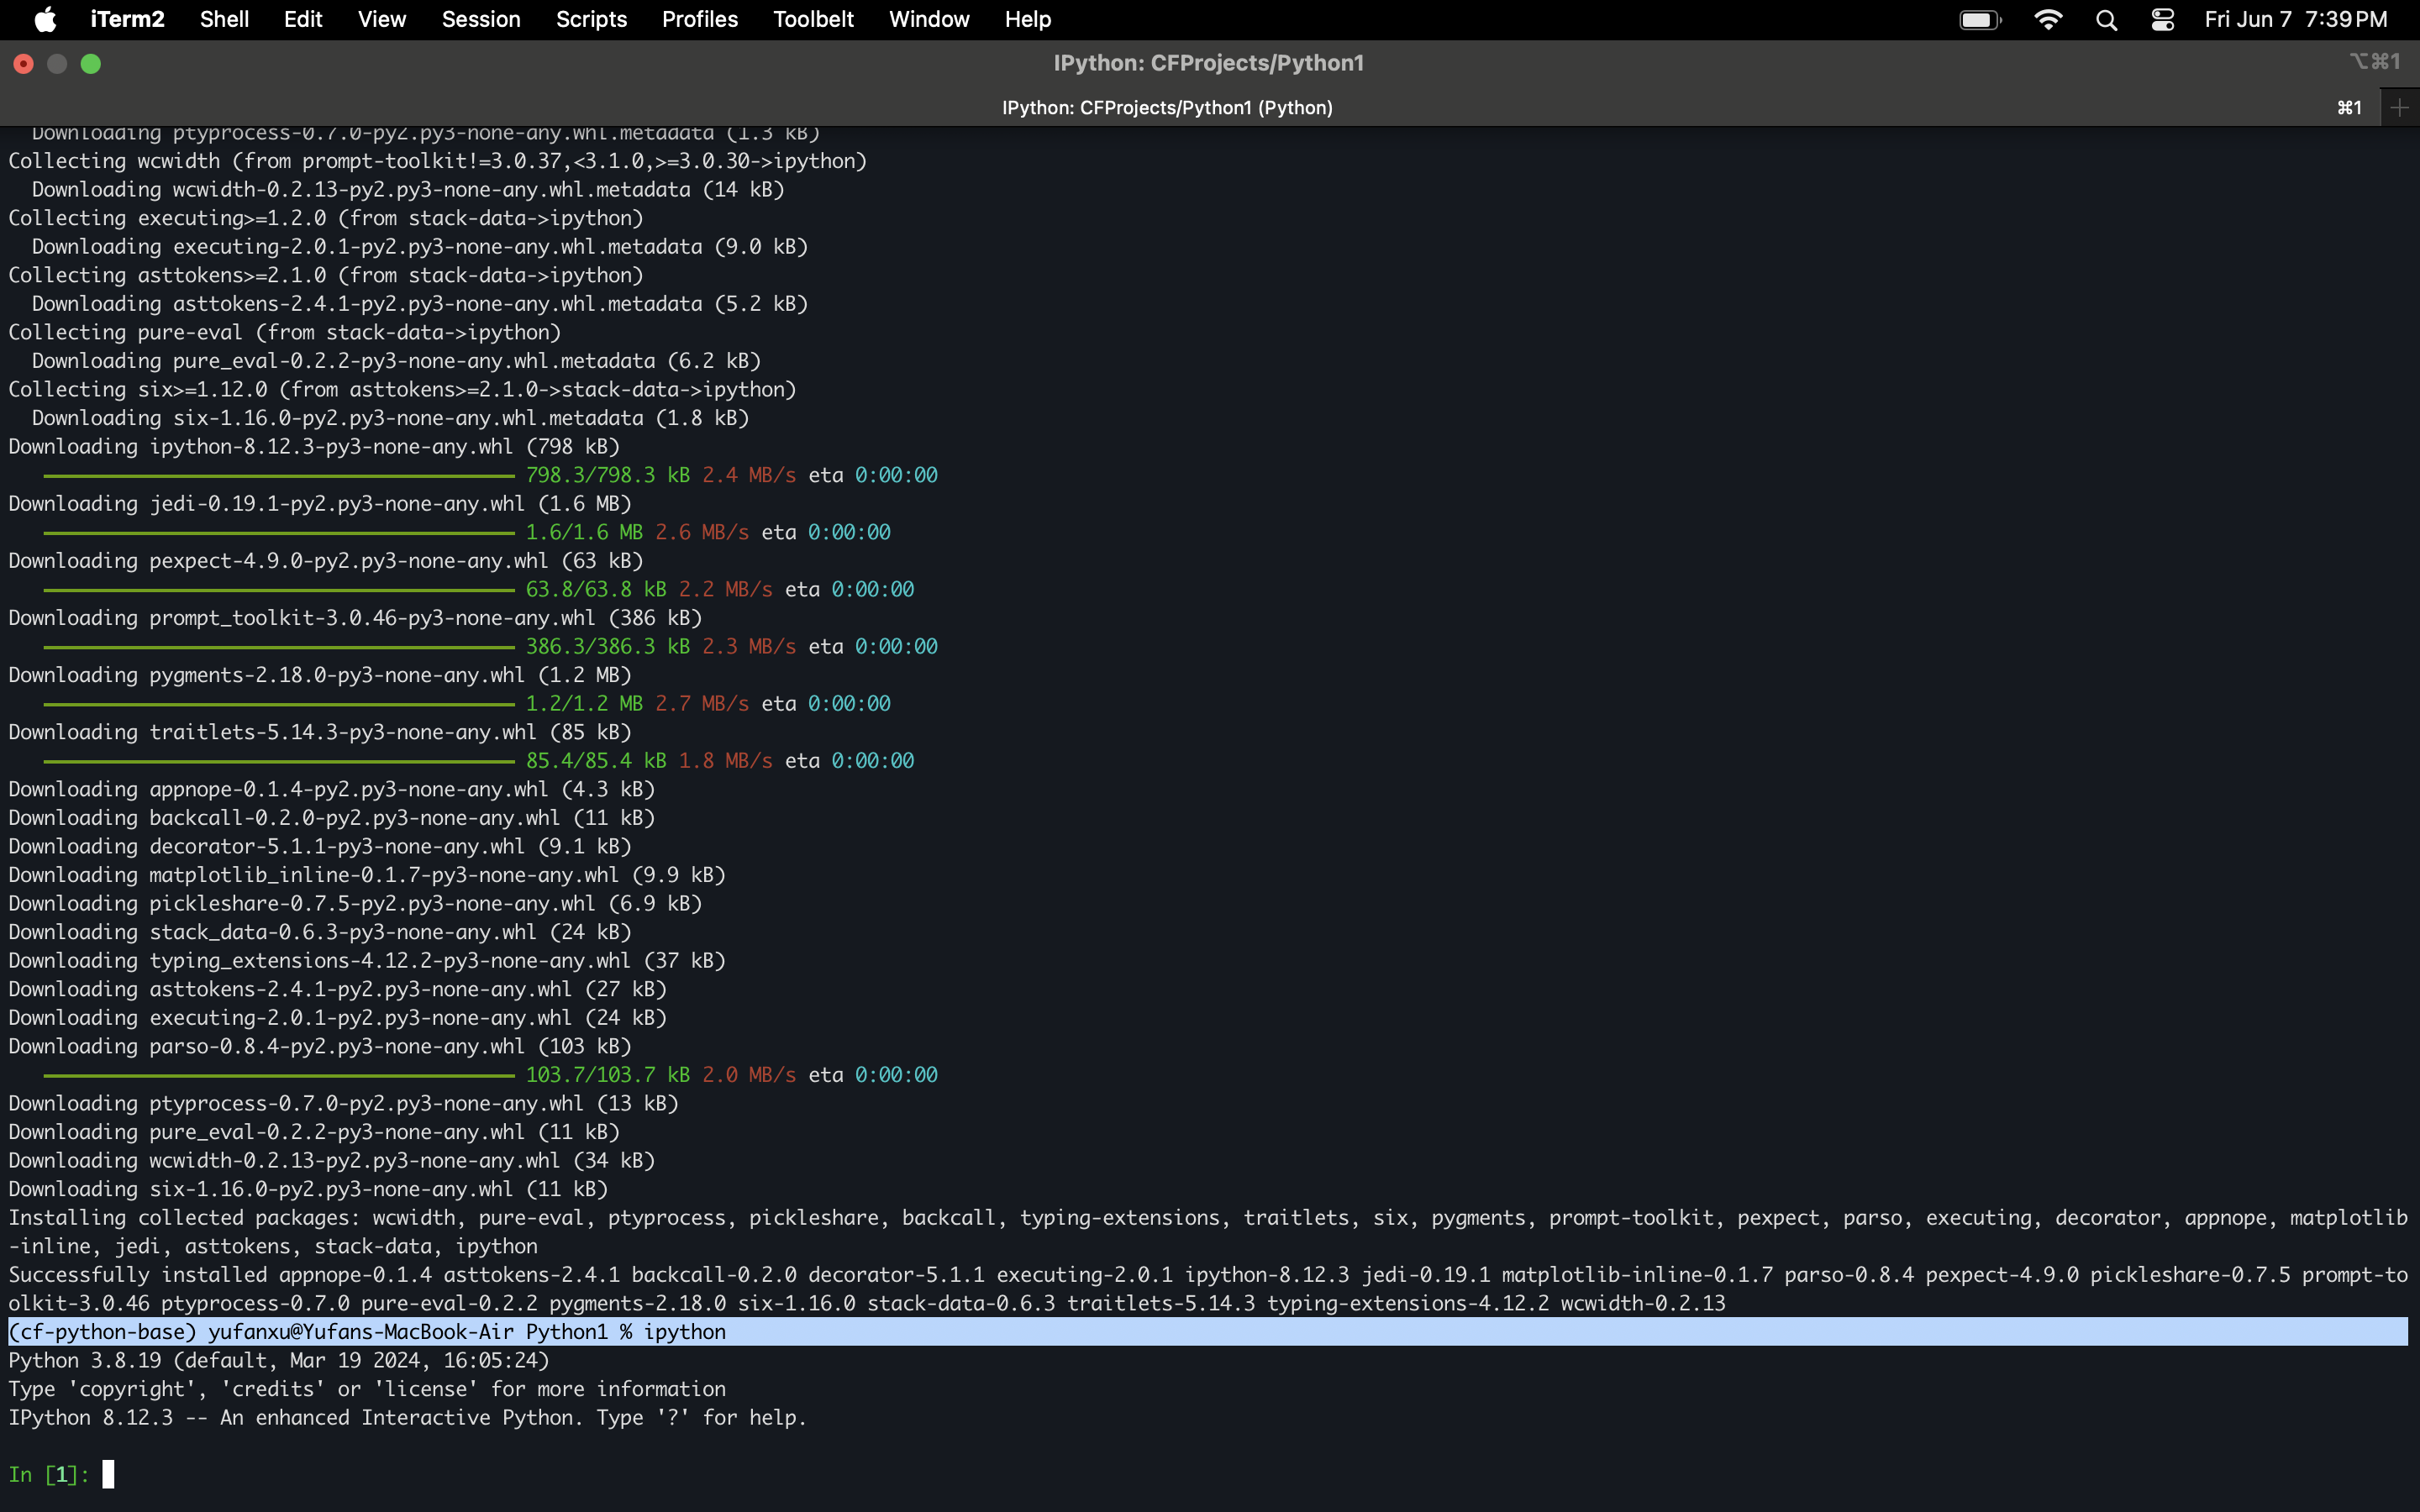 iTerm2 Shell Edit View Session Scripts Profiles Toolbelt Window Help Fri Jun 7 7:39 PM
IPython: CFProjects/Python1 ⌥⌘1
IPython: CFProjects/Python1 (Python) ⌘1
Downloading ptyprocess-0.7.0-py2.py3-none-any.whl.metadata (1.3 kB)
Collecting wcwidth (from prompt-toolkit!=3.0.37,<3.1.0,>=3.0.30->ipython)
Downloading wcwidth-0.2.13-py2.py3-none-any.whl.metadata (14 kB)
Collecting executing>=1.2.0 (from stack-data->ipython)
Downloading executing-2.0.1-py2.py3-none-any.whl.metadata (9.0 kB)
Collecting asttokens>=2.1.0 (from stack-data->ipython)
Downloading asttokens-2.4.1-py2.py3-none-any.whl.metadata (5.2 kB)
Collecting pure-eval (from stack-data->ipython)
Downloading pure_eval-0.2.2-py3-none-any.whl.metadata (6.2 kB)
Collecting six>=1.12.0 (from asttokens>=2.1.0->stack-data->ipython)
Downloading six-1.16.0-py2.py3-none-any.whl.metadata (1.8 kB)
Downloading ipython-8.12.3-py3-none-any.whl (798 kB)
798.3/798.3 kB 2.4 MB/s eta 0:00:00
Downloading jedi-0.19.1-py2.py3-none-any.whl (1.6 MB)
1.6/1.6 MB 2.6 MB/s eta 0:00:00
Downloading pexpect-4.9.0-py2.py3-none-any.whl (63 kB)
63.8/63.8 kB 2.2 MB/s eta 0:00:00
Downloading prompt_toolkit-3.0.46-py3-none-any.whl (386 kB)
386.3/386.3 kB 2.3 MB/s eta 0:00:00
Downloading pygments-2.18.0-py3-none-any.whl (1.2 MB)
1.2/1.2 MB 2.7 MB/s eta 0:00:00
Downloading traitlets-5.14.3-py3-none-any.whl (85 kB)
85.4/85.4 kB 1.8 MB/s eta 0:00:00
Downloading appnope-0.1.4-py2.py3-none-any.whl (4.3 kB)
Downloading backcall-0.2.0-py2.py3-none-any.whl (11 kB)
Downloading decorator-5.1.1-py3-none-any.whl (9.1 kB)
Downloading matplotlib_inline-0.1.7-py3-none-any.whl (9.9 kB)
Downloading pickleshare-0.7.5-py2.py3-none-any.whl (6.9 kB)
Downloading stack_data-0.6.3-py3-none-any.whl (24 kB)
Downloading typing_extensions-4.12.2-py3-none-any.whl (37 kB)
Downloading asttokens-2.4.1-py2.py3-none-any.whl (27 kB)
Downloading executing-2.0.1-py2.py3-none-any.whl (24 kB)
Downloading parso-0.8.4-py2.py3-none-any.whl (103 kB)
103.7/103.7 kB 2.0 MB/s eta 0:00:00
Downloading ptyprocess-0.7.0-py2.py3-none-any.whl (13 kB)
Downloading pure_eval-0.2.2-py3-none-any.whl (11 kB)
Downloading wcwidth-0.2.13-py2.py3-none-any.whl (34 kB)
Downloading six-1.16.0-py2.py3-none-any.whl (11 kB)
Installing collected packages: wcwidth, pure-eval, ptyprocess, pickleshare, backcall, typing-extensions, traitlets, six, pygments, prompt-toolkit, pexpect, parso, executing, decorator, appnope, matplotlib
-inline, jedi, asttokens, stack-data, ipython
Successfully installed appnope-0.1.4 asttokens-2.4.1 backcall-0.2.0 decorator-5.1.1 executing-2.0.1 ipython-8.12.3 jedi-0.19.1 matplotlib-inline-0.1.7 parso-0.8.4 pexpect-4.9.0 pickleshare-0.7.5 prompt-to
olkit-3.0.46 ptyprocess-0.7.0 pure-eval-0.2.2 pygments-2.18.0 six-1.16.0 stack-data-0.6.3 traitlets-5.14.3 typing-extensions-4.12.2 wcwidth-0.2.13
(cf-python-base) yufanxu@Yufans-MacBook-Air Python1 % ipython
Python 3.8.19 (default, Mar 19 2024, 16:05:24)
Type 'copyright', 'credits' or 'license' for more information
IPython 8.12.3 -- An enhanced Interactive Python. Type '?' for help.
In [1]: